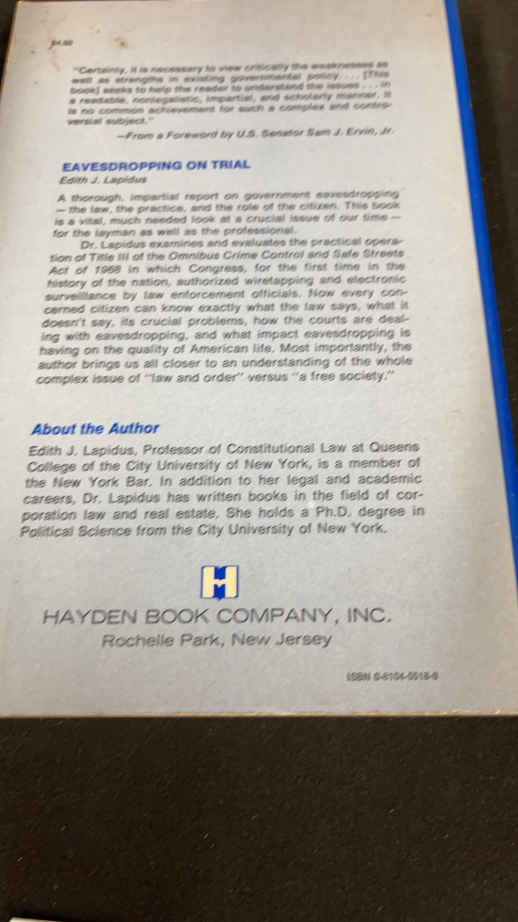 "Certainly, it is necessary to view critically the weaknesses as
well as strengths in existing governmental policy . . . . [This
book] seeks to help the reader to understand the issues . . . in
a readable, nonlegalistic, impartial, and scholarly manner. It
is no common achievement for such a complex and contro-
versial subject."
—From a Foreword by U.S. Senator Sam J. Ervin, Jr.
EAVESDROPPING ON TRIAL
Edith J. Lapidus
A thorough, impartial report on government eavesdropping
— the law, the practice, and the role of the citizen. This book
is a vital, much needed look at a crucial issue of our time —
for the layman as well as the professional.
Dr. Lapidus examines and evaluates the practical opera-
tion of Title III of the Omnibus Crime Control and Safe Streets
Act of 1968 in which Congress, for the first time in the
history of the nation, authorized wiretapping and electronic
surveillance by law enforcement officials. Now every con-
cerned citizen can know exactly what the law says, what it
doesn't say, its crucial problems, how the courts are deal-
ing with eavesdropping, and what impact eavesdropping is
having on the quality of American life. Most importantly, the
author brings us all closer to an understanding of the whole
complex issue of "law and order" versus "a free society."
About the Author
Edith J. Lapidus, Professor of Constitutional Law at Queens
College of the City University of New York, is a member of
the New York Bar. In addition to her legal and academic
careers, Dr. Lapidus has written books in the field of cor-
poration law and real estate. She holds a Ph.D. degree in
Political Science from the City University of New York.
H
HAYDEN BOOK COMPANY, INC.
Rochelle Park, New Jersey
ISBN